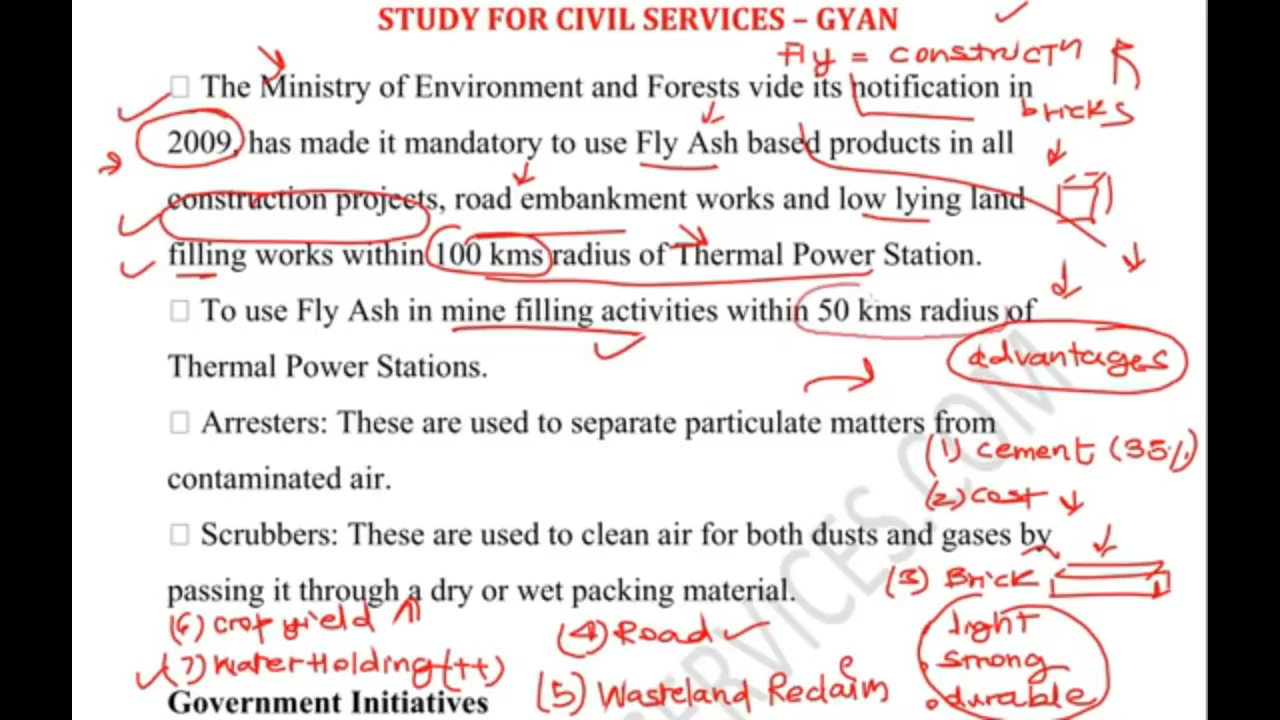 STUDY FOR CIVIL SERVICES – GYAN
Fly = constructn
□ The Ministry of Environment and Forests vide its notification in
bricks
2009, has made it mandatory to use Fly Ash based products in all
construction projects, road embankment works and low lying land
filling works within 100 kms radius of Thermal Power Station.
□ To use Fly Ash in mine filling activities within 50 kms radius of
Thermal Power Stations.
advantages
□ Arresters: These are used to separate particulate matters from
contaminated air.
(1) cement (35%)
(2) cost ↓
□ Scrubbers: These are used to clean air for both dusts and gases by
passing it through a dry or wet packing material.
(3) Brick
light
strong
durable
(4) Road ✓
(5) Wasteland Reclaim
(6) crop yield ↑
(7) water Holding (++)
Government Initiatives
SERVICES.COM